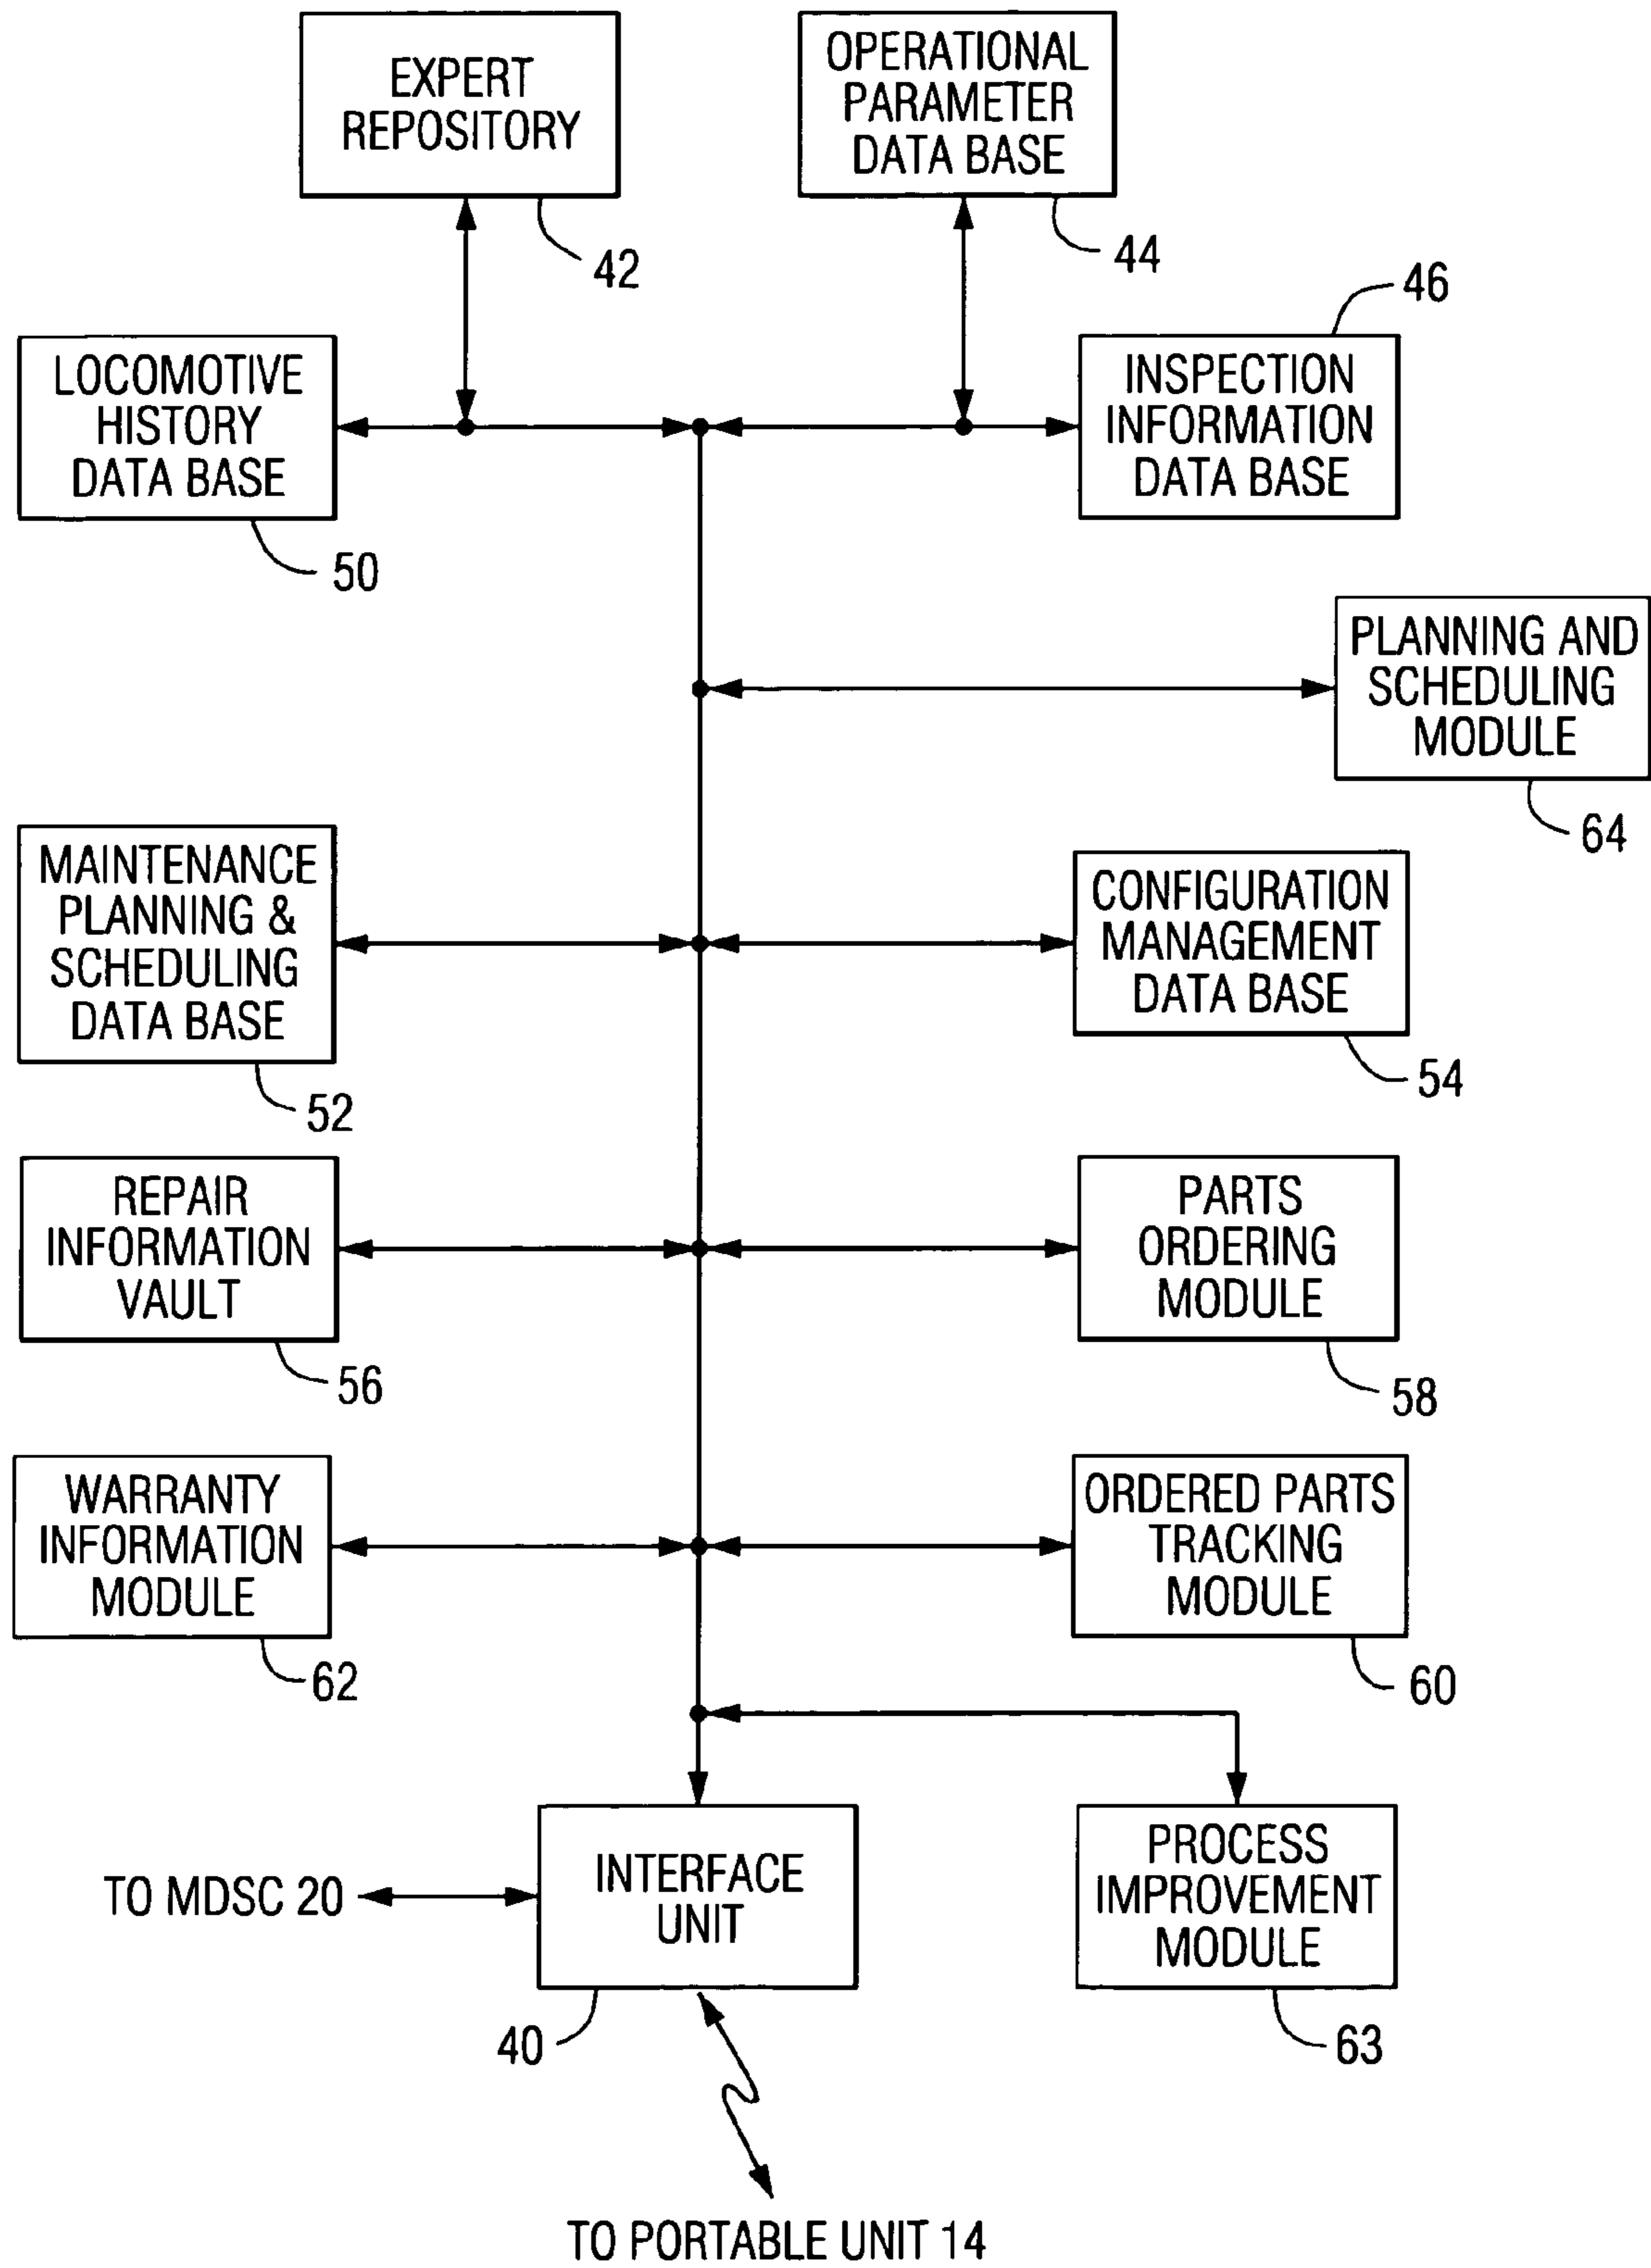 EXPERT
REPOSITORY
42
OPERATIONAL
PARAMETER
DATA BASE
44
LOCOMOTIVE
HISTORY
DATA BASE
50
46
INSPECTION
INFORMATION
DATA BASE
PLANNING AND
SCHEDULING
MODULE
64
MAINTENANCE
PLANNING &
SCHEDULING
DATA BASE
52
CONFIGURATION
MANAGEMENT
DATA BASE
54
REPAIR
INFORMATION
VAULT
56
PARTS
ORDERING
MODULE
58
WARRANTY
INFORMATION
MODULE
62
ORDERED PARTS
TRACKING
MODULE
60
TO MDSC 20
INTERFACE
UNIT
40
PROCESS
IMPROVEMENT
MODULE
63
TO PORTABLE UNIT 14